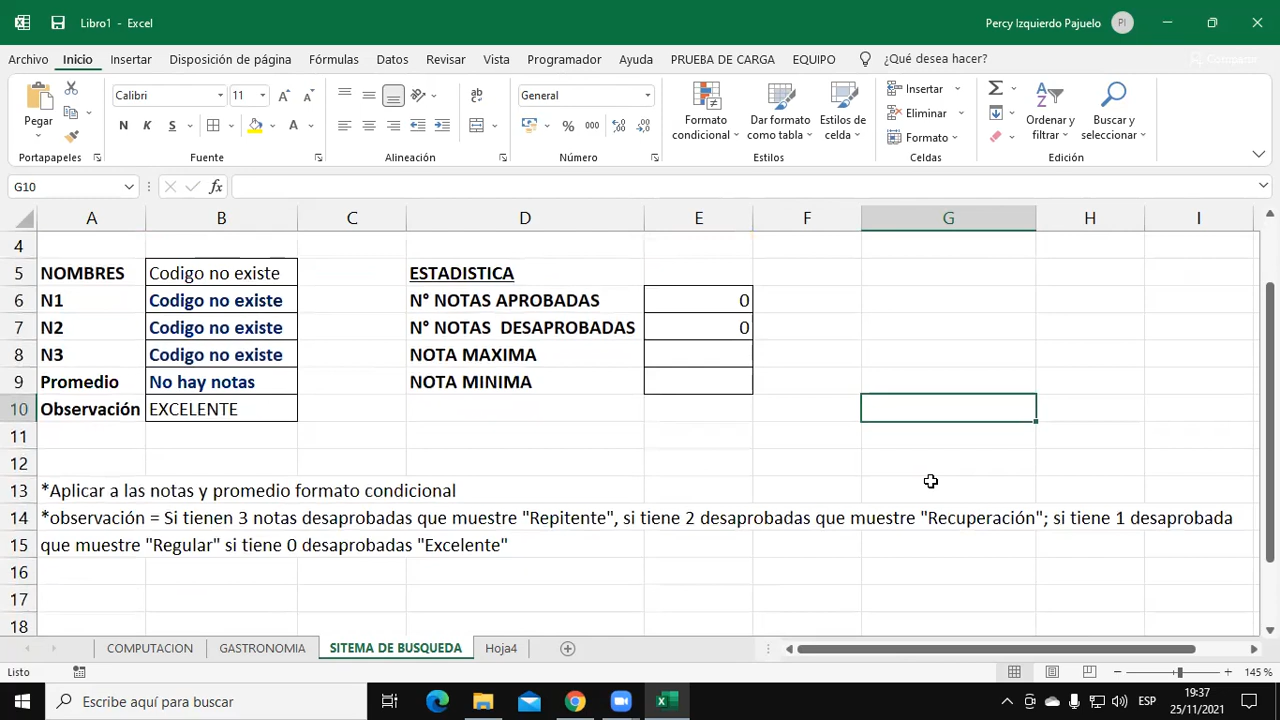 Libro1 - Excel
Percy Izquierdo Pajuelo
PI
Archivo Inicio Insertar Disposición de página Fórmulas Datos Revisar Vista Programador Ayuda PRUEBA DE CARGA EQUIPO ¿Qué desea hacer? Compartir
Pegar
Portapapeles
Calibri 11
N K S A
Fuente
ab
Alineación
General
% 000
Número
Formato condicional
Dar formato como tabla
Estilos de celda
Estilos
Insertar
Eliminar
Formato
Celdas
Ordenar y filtrar
Buscar y seleccionar
Edición
G10 fx
A B C D E F G H I
4
5 NOMBRES Codigo no existe ESTADISTICA
6 N1 Codigo no existe N° NOTAS APROBADAS 0
7 N2 Codigo no existe N° NOTAS DESAPROBADAS 0
8 N3 Codigo no existe NOTA MAXIMA
9 Promedio No hay notas NOTA MINIMA
10 Observación EXCELENTE
11
12
13 *Aplicar a las notas y promedio formato condicional
14 *observación = Si tienen 3 notas desaprobadas que muestre "Repitente", si tiene 2 desaprobadas que muestre "Recuperación"; si tiene 1 desaprobada
15 que muestre "Regular" si tiene 0 desaprobadas "Excelente"
16
17
18
COMPUTACION GASTRONOMIA SITEMA DE BUSQUEDA Hoja4
Listo 145 %
Escribe aquí para buscar
ESP
19:37
25/11/2021